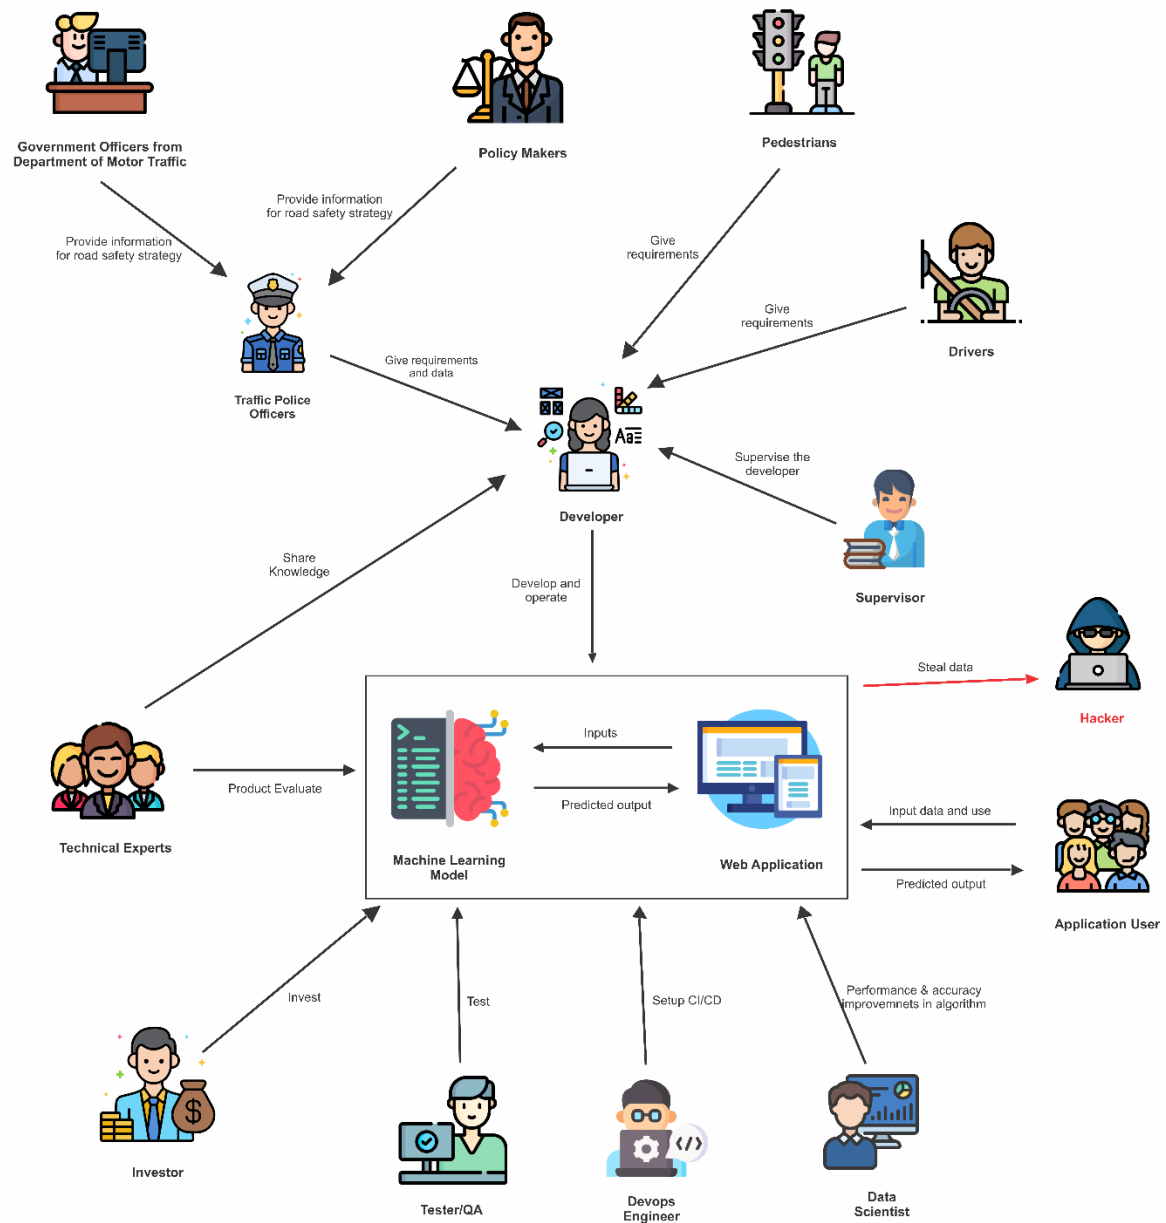 Government Officers from
Department of Motor Traffic
Policy Makers
Pedestrians
Provide information
for road safety strategy
Provide information
for road safety strategy
Give
requirements
Give
requirements
Drivers
Traffic Police
Officers
Give requirements
and data
Aa
Developer
Supervise the
developer
Supervisor
Share
Knowledge
Develop and
operate
Steal data
Hacker
Inputs
Predicted output
Machine Learning
Model
Web Application
Technical Experts
Product Evaluate
Input data and use
Predicted output
Application User
Invest
Test
Setup CI/CD
Performance & accuracy
improvemnets in algorithm
$
</>
Investor
Tester/QA
Devops
Engineer
Data
Scientist